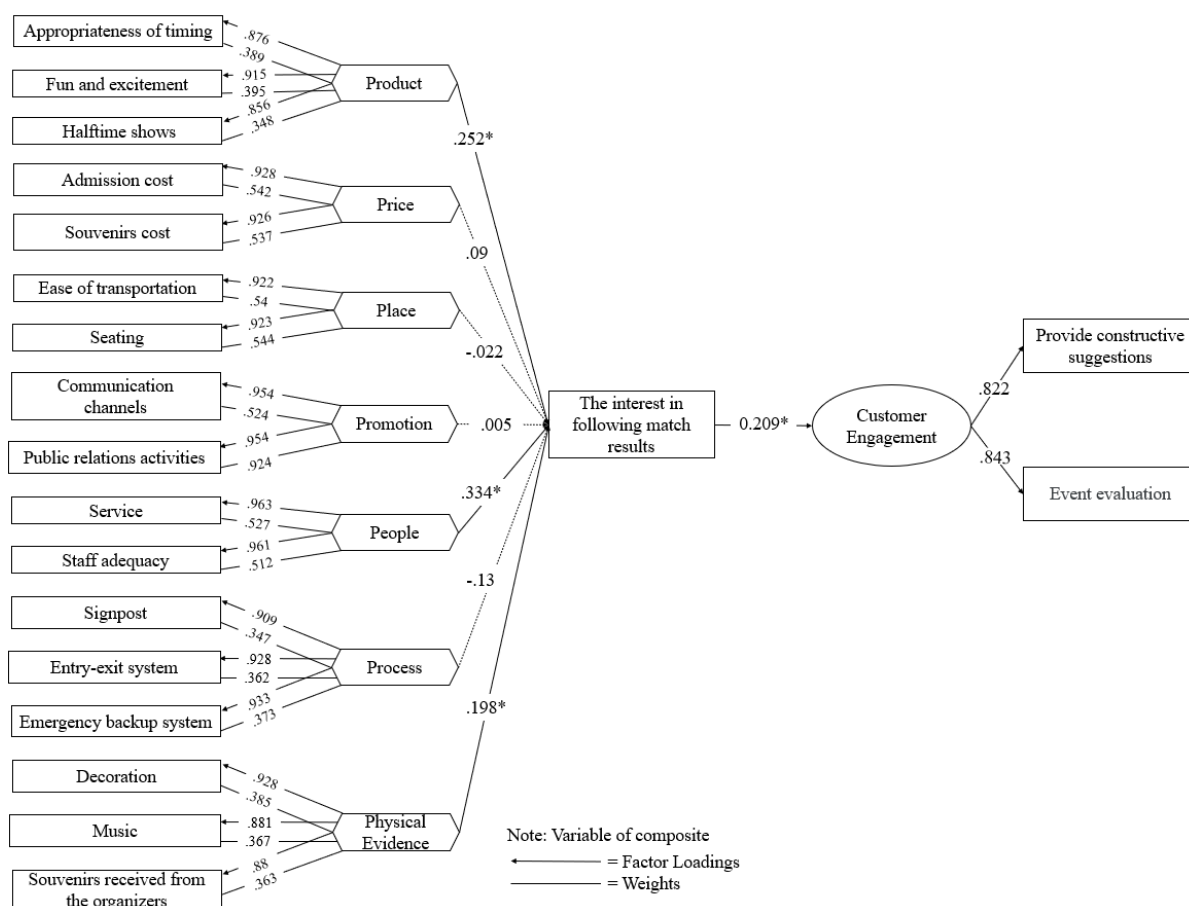 Appropriateness of timing
.876
.389
Fun and excitement
.915
.395
Product
.856
.348
Halftime shows
.252*
Admission cost
.928
.542
Price
.926
.537
Souvenirs cost
.09
Ease of transportation
.922
.54
Place
.923
.544
Seating
-.022
Communication
channels
.954
.524
Promotion
.954
.924
Public relations activities
.005
Service
.963
.527
People
.961
.512
Staff adequacy
.334*
Signpost
.909
.347
Entry-exit system
.928
.362
Process
.933
.373
Emergency backup system
-.13
Decoration
.928
.385
Music
.881
.367
Physical
Evidence
.88
.363
Souvenirs received from
the organizers
.198*
The interest in
following match
results
0.209*
Customer
Engagement
.822
Provide constructive
suggestions
.843
Event evaluation
Note: Variable of composite
= Factor Loadings
= Weights